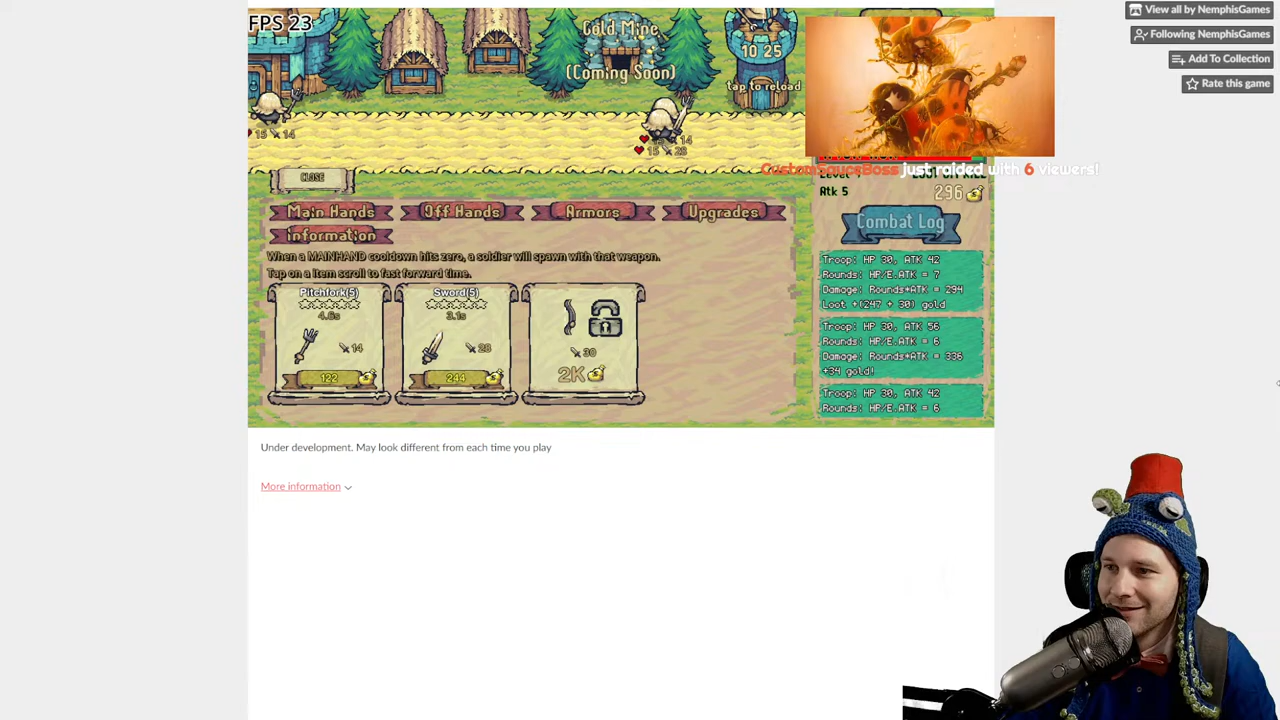 FPS 23
View all by NemphisGames
Following NemphisGames
Add To Collection
Rate this game
Gold Mine
(Coming Soon)
10 25
tap to reload
15 14
14
15 28
CustomSauceBoss just raided with 6 viewers!
CLOSE
Level
LOOT ON KILL
Atk 5
296
Main Hands
Off Hands
Armors
Upgrades
Information
Combat Log
When a MAINHAND cooldown hits zero, a soldier will spawn with that weapon.
Tap on a Item scroll to fast forward time.
Pitchfork(5)
4.6s
14
122
Sword(5)
3.1s
28
244
30
2K
Troop: HP 30, ATK 42
Rounds: HP/E.ATK = 7
Damage: Rounds*ATK = 294
Loot +(247 + 30) gold
Troop: HP 30, ATK 56
Rounds: HP/E.ATK = 6
Damage: Rounds*ATK = 336
+34 gold!
Troop: HP 30, ATK 42
Rounds: HP/E.ATK = 6
Under development. May look different from each time you play
More information